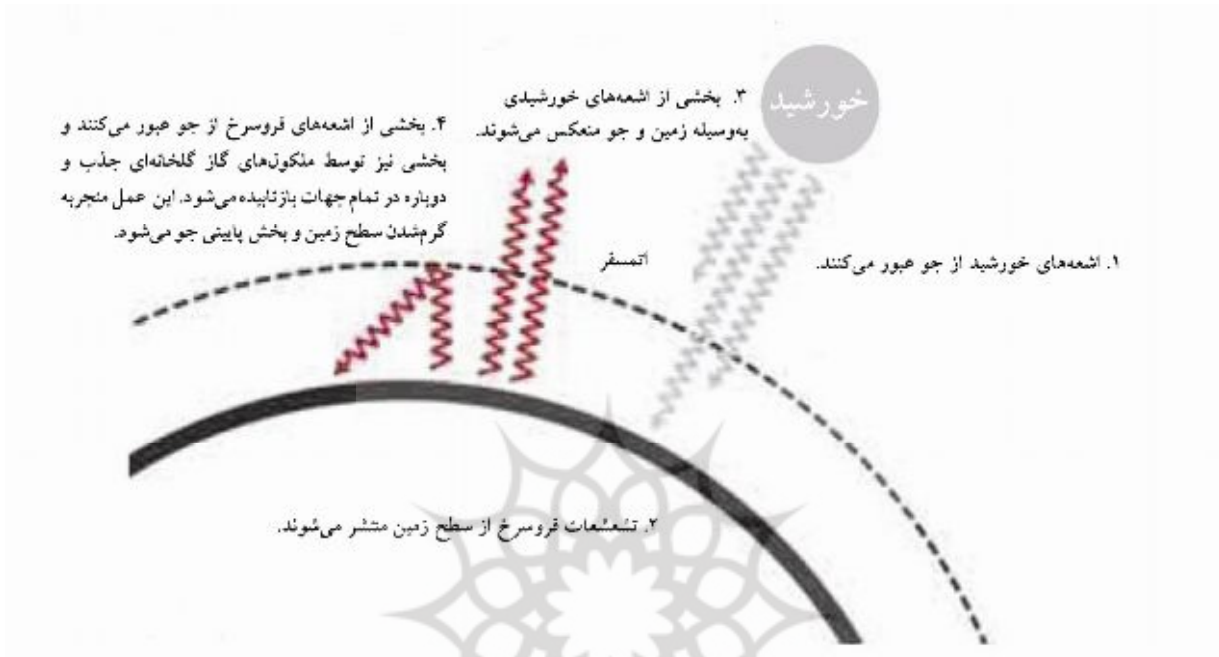 خورشید
۳. بخشی از اشعه‌های خورشیدی
به‌وسیله زمین و جو منعکس می‌شوند.
۴. بخشی از اشعه‌های فروسرخ از جو عبور می‌کنند و
بخشی نیز توسط ملکول‌های گاز گلخانه‌ای جذب و
دوباره در تمام جهات بازتابیده می‌شود. این عمل منجربه
گرم‌شدن سطح زمین و بخش پایینی جو می‌شود.
اتمسفر
۱. اشعه‌های خورشید از جو عبور می‌کنند.
۲. تشعشعات فروسرخ از سطح زمین منتشر می‌شوند.